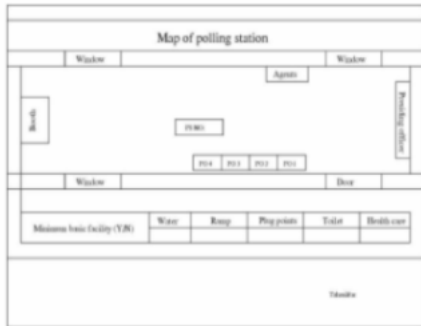 Map of polling station
Window Window
Agents
Booth
Presiding officer
PO4 PO3 PO2 PO1
Window Door
Minimum basic facility (Y/N) Water Ramp Plug points Toilet Health care